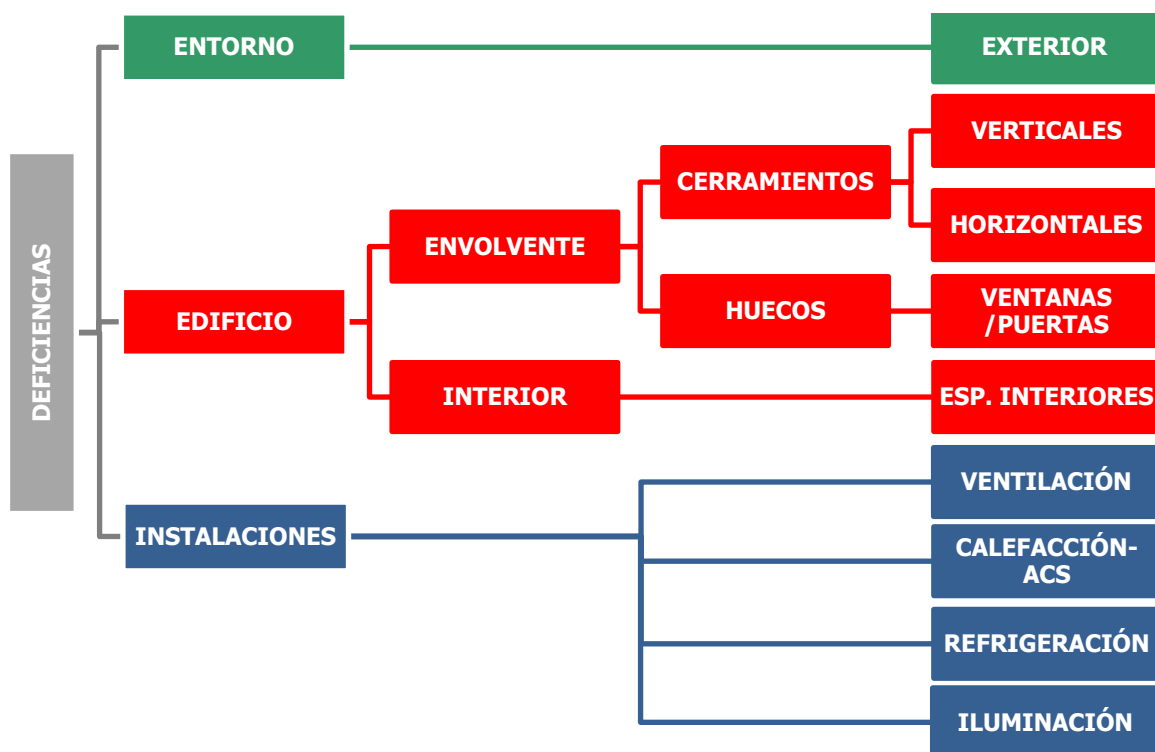 DEFICIENCIAS
ENTORNO
EXTERIOR
EDIFICIO
ENVOLVENTE
CERRAMIENTOS
VERTICALES
HORIZONTALES
HUECOS
VENTANAS
/PUERTAS
INTERIOR
ESP. INTERIORES
INSTALACIONES
VENTILACIÓN
CALEFACCIÓN-
ACS
REFRIGERACIÓN
ILUMINACIÓN